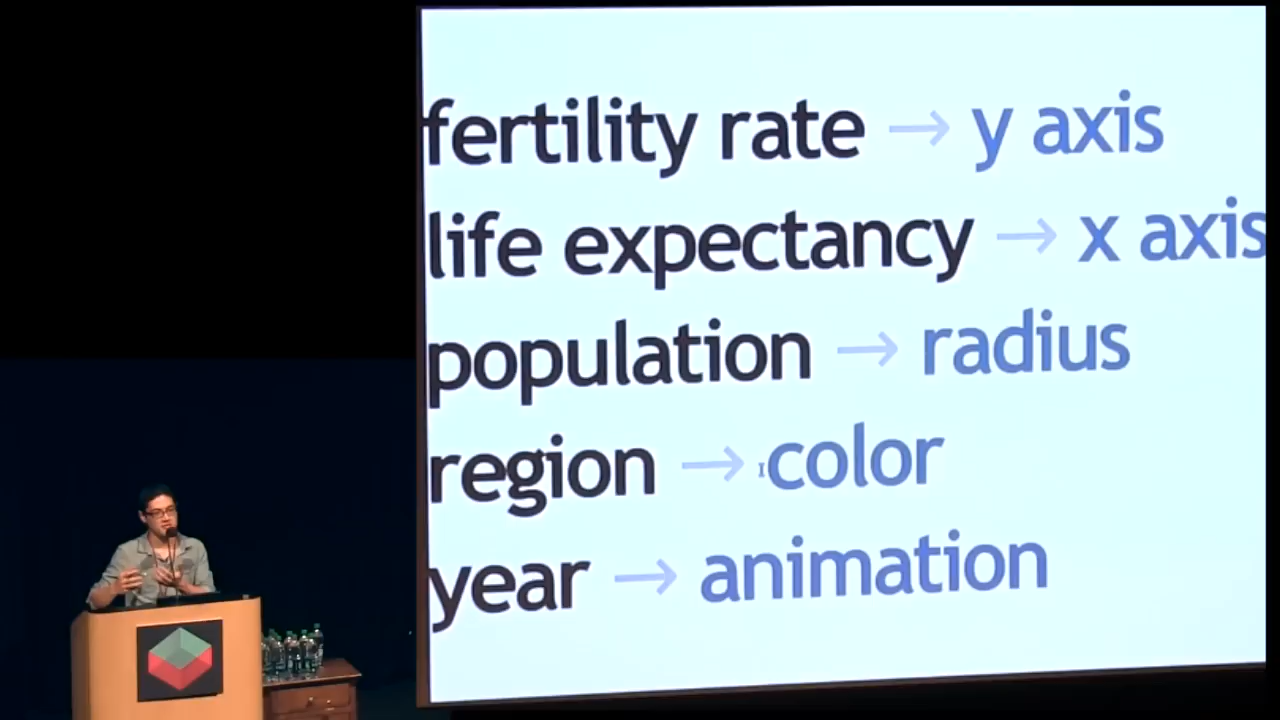 fertility rate → y axis
life expectancy → x axis
population → radius
region → color
year → animation